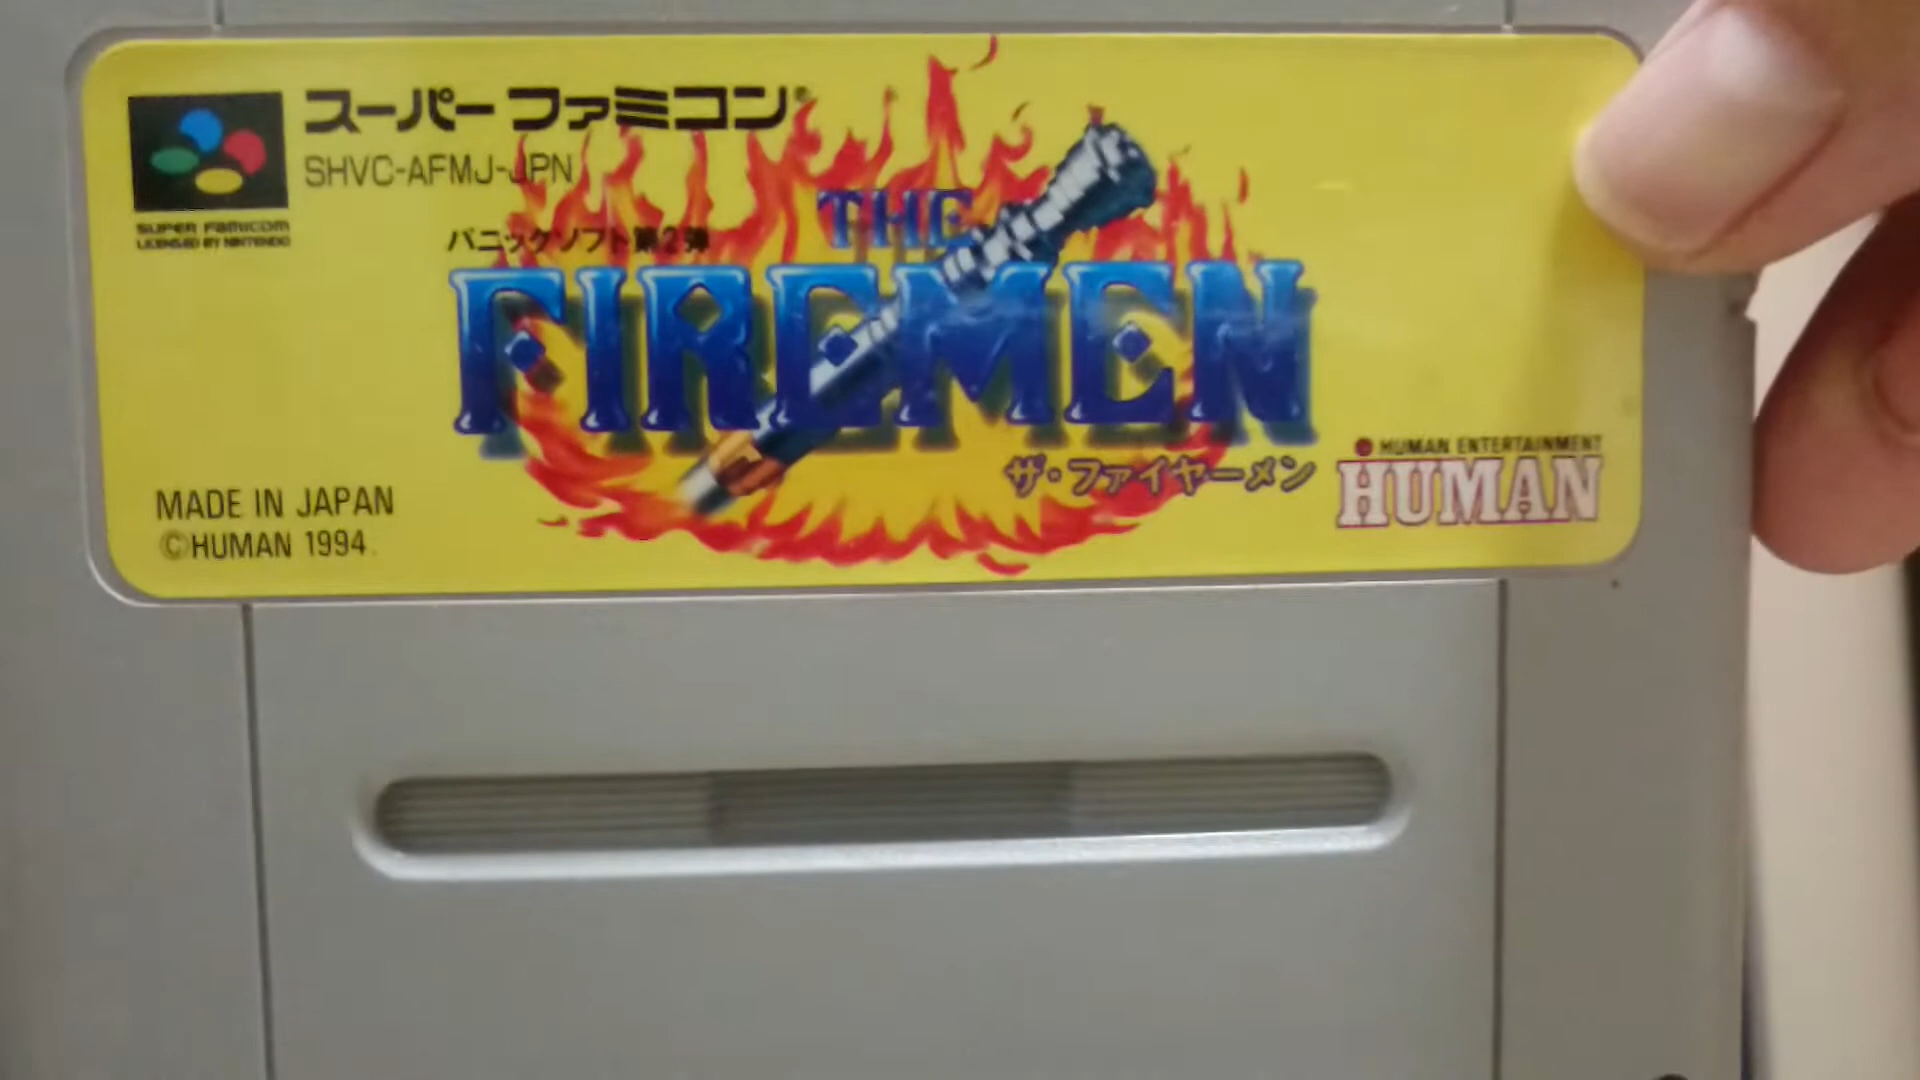 スーパーファミコン®
SHVC-AFMJ-JPN
SUPER FAMICOM
LICENSED BY NINTENDO
パニックソフト第2弾
THE
FIREMEN
ザ・ファイヤーメン
HUMAN ENTERTAINMENT
HUMAN
MADE IN JAPAN
©HUMAN 1994